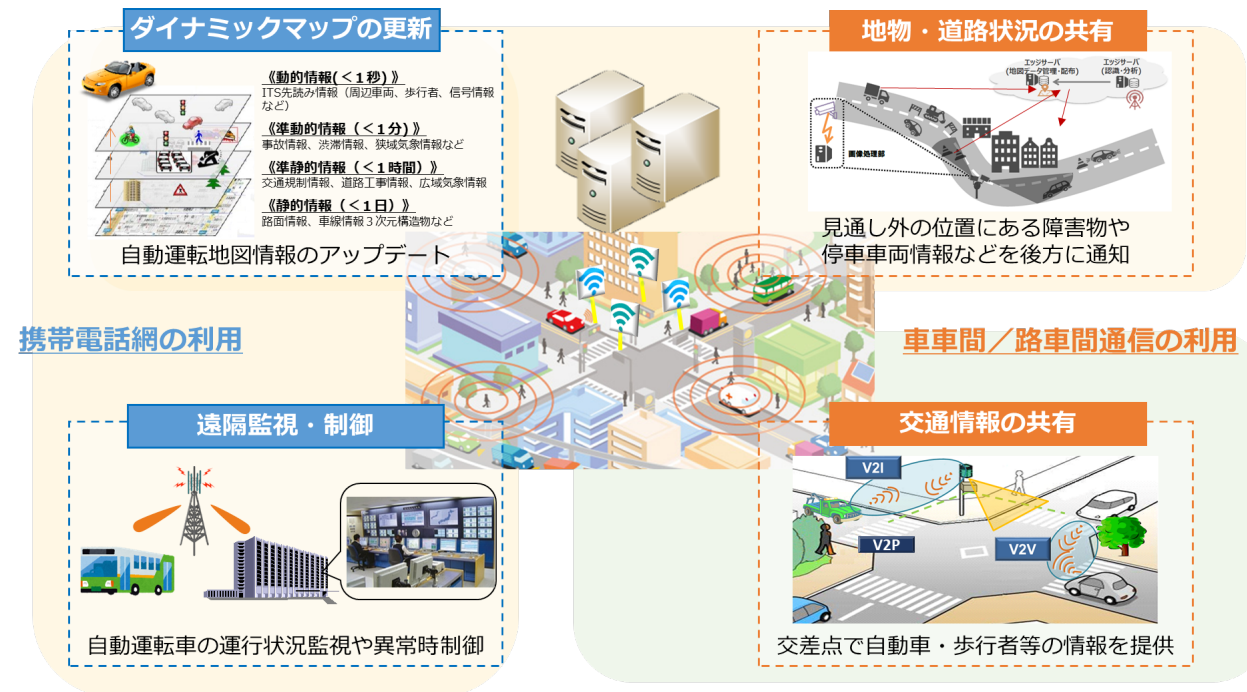 ダイナミックマップの更新
《動的情報(<1秒) 》
ITS先読み情報（周辺車両、歩行者、信号情報
など）
《準動的情報（<1分) 》
事故情報、渋滞情報、狭域気象情報など
《準静的情報（<1時間）》
交通規制情報、道路工事情報、広域気象情報
《静的情報（<1日）》
路面情報、車線情報３次元構造物など
自動運転地図情報のアップデート
地物・道路状況の共有
エッジサーバ
(地図データ管理・配布)
エッジサーバ
(認識・分析)
画像処理部
見通し外の位置にある障害物や
停車車両情報などを後方に通知
携帯電話網の利用
車車間／路車間通信の利用
遠隔監視・制御
自動運転車の運行状況監視や異常時制御
交通情報の共有
V2I
V2P
V2V
交差点で自動車・歩行者等の情報を提供